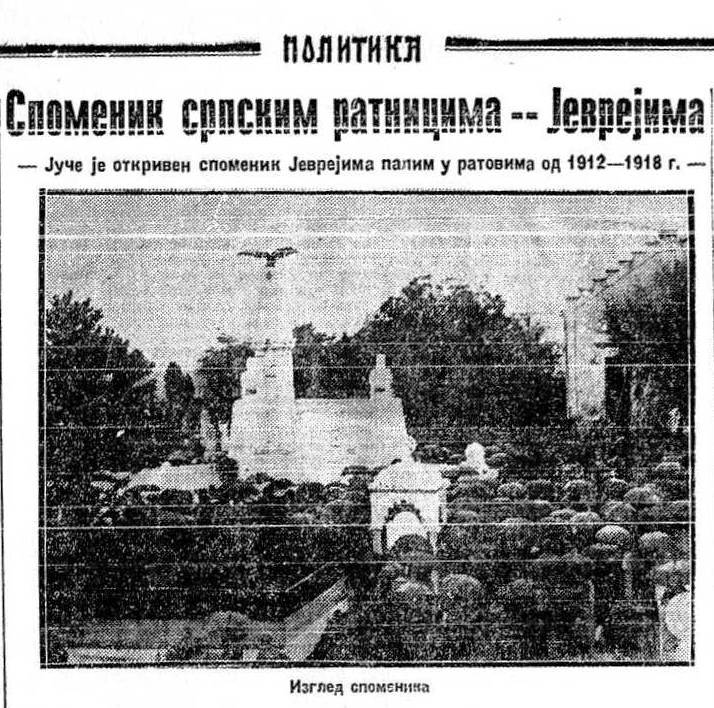 ПОЛИТИКА
Споменик српским ратницима -- Јеврејима
— Јуче је откривен споменик Јеврејима палим у ратовима од 1912—1918 г. —
Изглед споменика